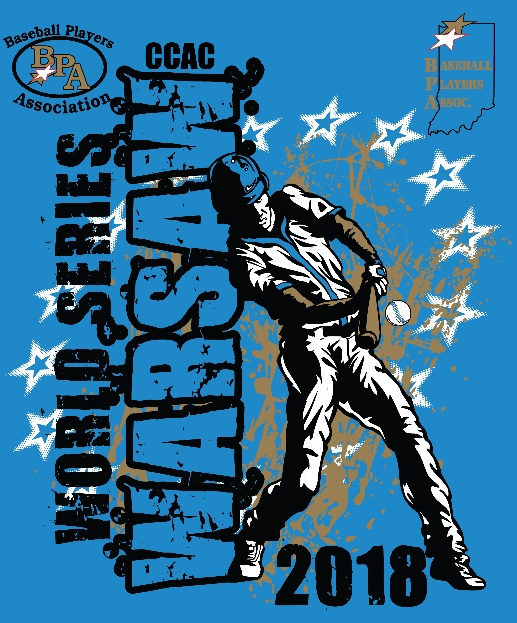 Baseball Players
BPA
Association
CCAC
BASEBALL
PLAYERS
ASSOC.
WORLD SERIES
WARSAW
2018